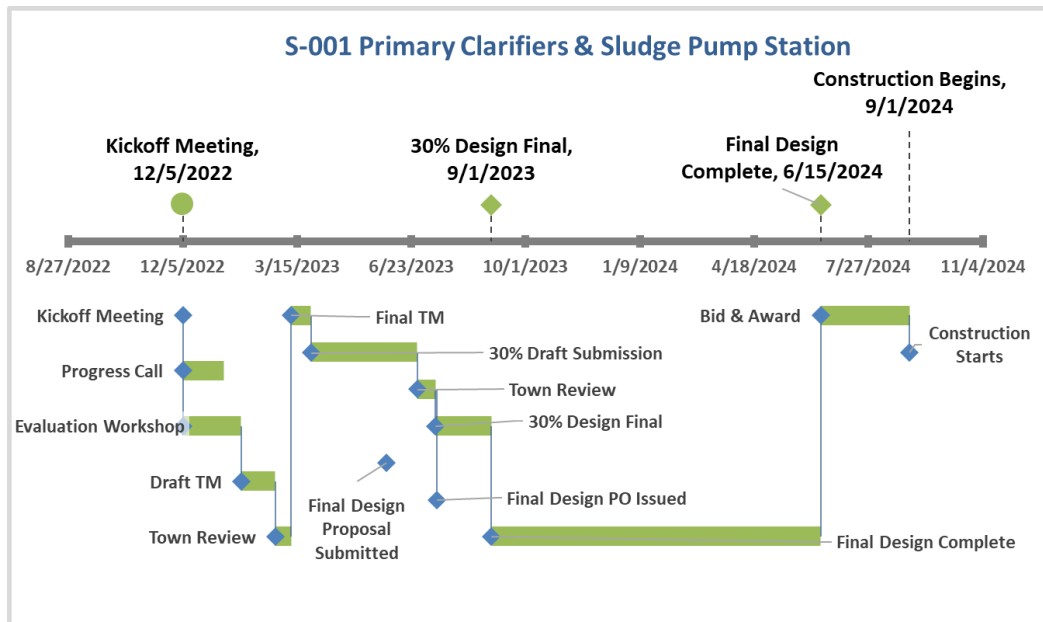 S-001 Primary Clarifiers & Sludge Pump Station
Construction Begins,
9/1/2024
Kickoff Meeting,
12/5/2022
30% Design Final,
9/1/2023
Final Design
Complete, 6/15/2024
8/27/2022
12/5/2022
3/15/2023
6/23/2023
10/1/2023
1/9/2024
4/18/2024
7/27/2024
11/4/2024
Kickoff Meeting
Final TM
Bid & Award
Construction
Starts
30% Draft Submission
Progress Call
Town Review
Evaluation Workshop
30% Design Final
Draft TM
Final Design
Proposal
Submitted
Final Design PO Issued
Town Review
Final Design Complete